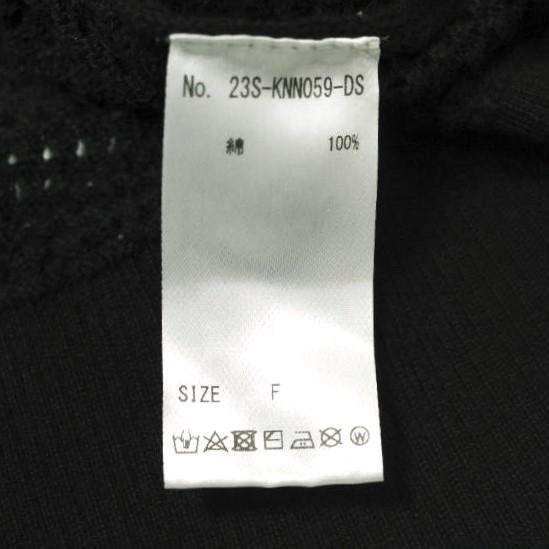 No. 23S-KNN059-DS
綿 100%
SIZE F
W